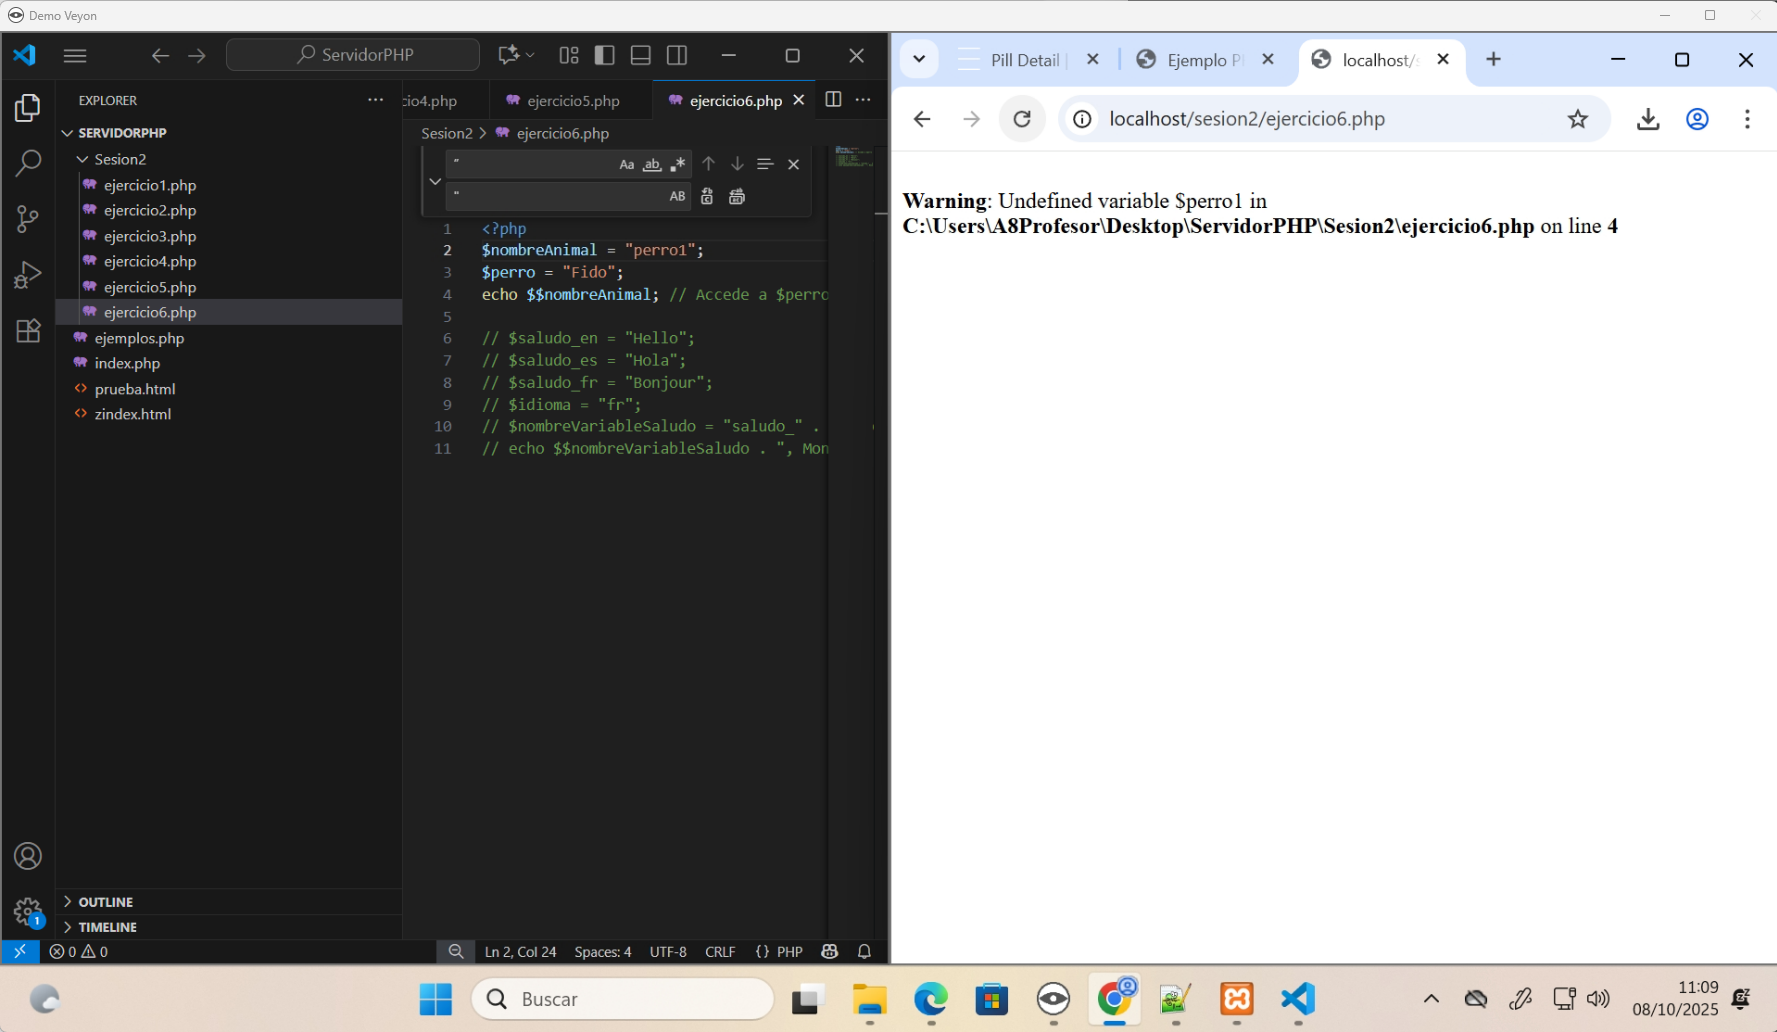 Demo Veyon
ServidorPHP
EXPLORER
SERVIDORPHP
Sesion2
ejercicio1.php
ejercicio2.php
ejercicio3.php
ejercicio4.php
ejercicio5.php
ejercicio6.php
ejemplos.php
index.php
prueba.html
zindex.html
OUTLINE
TIMELINE
cio4.php
ejercicio5.php
ejercicio6.php
Sesion2 > ejercicio6.php
" Aa ab .*
" AB
1 <?php
2 $nombreAnimal = "perro1";
3 $perro = "Fido";
4 echo $$nombreAnimal; // Accede a $perro
5
6 // $saludo_en = "Hello";
7 // $saludo_es = "Hola";
8 // $saludo_fr = "Bonjour";
9 // $idioma = "fr";
10 // $nombreVariableSaludo = "saludo_" .
11 // echo $$nombreVariableSaludo . ", Mon
1
0 0
Ln 2, Col 24
Spaces: 4
UTF-8
CRLF
{} PHP
Pill Detail
Ejemplo P
localhost/s
localhost/sesion2/ejercicio6.php
Warning: Undefined variable $perro1 in
C:\Users\A8Profesor\Desktop\ServidorPHP\Sesion2\ejercicio6.php on line 4
Buscar
11:09
08/10/2025